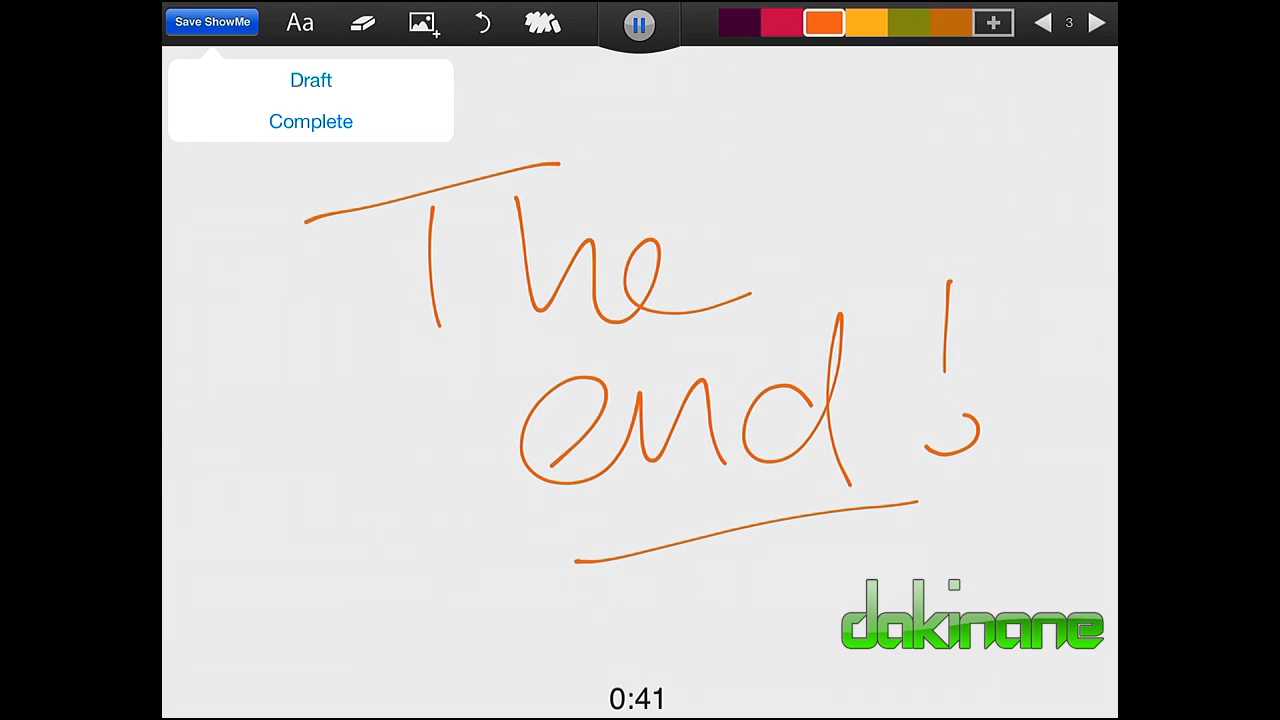 Save ShowMe Aa 3
Draft
Complete
The
end!
dakinane
0:41